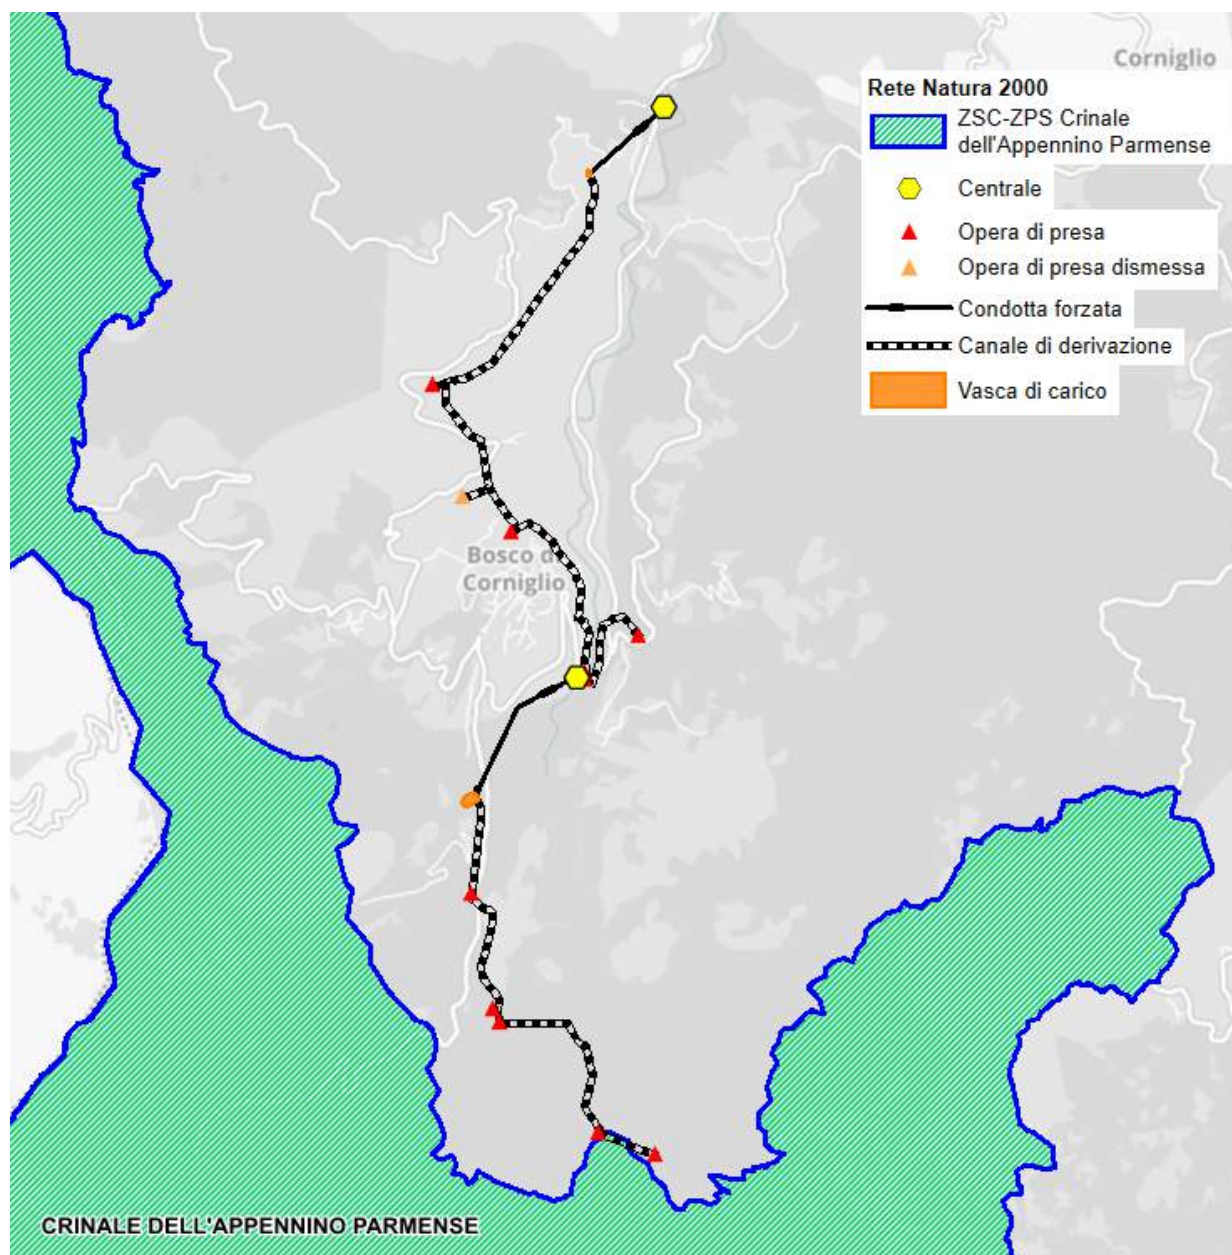 Corniglio
Rete Natura 2000
ZSC-ZPS Crinale
dell'Appennino Parmense
Centrale
Opera di presa
Opera di presa dismessa
Condotta forzata
Canale di derivazione
Vasca di carico
Bosco di
Corniglio
CRINALE DELL'APPENNINO PARMENSE